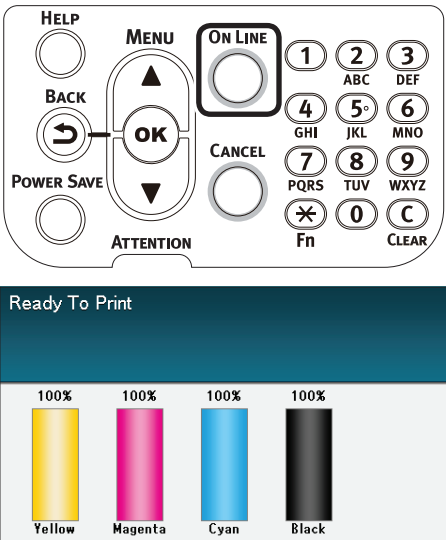 HELP
MENU
ON LINE
1 2 3
ABC DEF
BACK
4 5 6
OK
GHI JKL MNO
CANCEL
7 8 9
POWER SAVE
PQRS TUV WXYZ
* 0 C
ATTENTION
Fn CLEAR
Ready To Print
100% 100% 100% 100%
Yellow Magenta Cyan Black